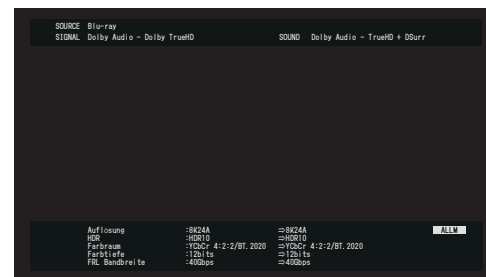 SOURCE Blu-ray
SIGNAL Dolby Audio - Dolby TrueHD SOUND Dolby Audio - TrueHD + DSurr
Auflösung :8K24A ⇒8K24A ALLM
HDR :HDR10 ⇒HDR10
Farbraum :YCbCr 4:2:2/BT.2020 ⇒YCbCr 4:2:2/BT.2020
Farbtiefe :12bits ⇒12bits
FRL Bandbreite :40Gbps ⇒40Gbps